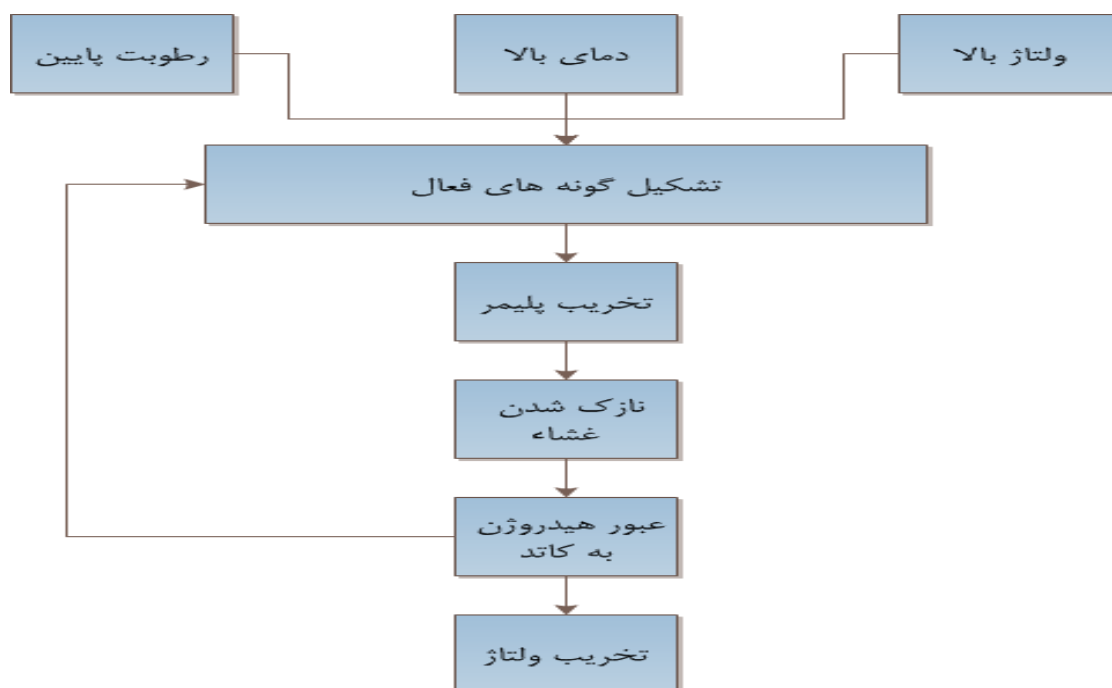 ولتاژ بالا
دمای بالا
رطوبت پایین
تشکیل گونه های فعال
تخریب پلیمر
نازک شدن
غشاء
عبور هیدروژن
به کاتد
تخریب ولتاژ